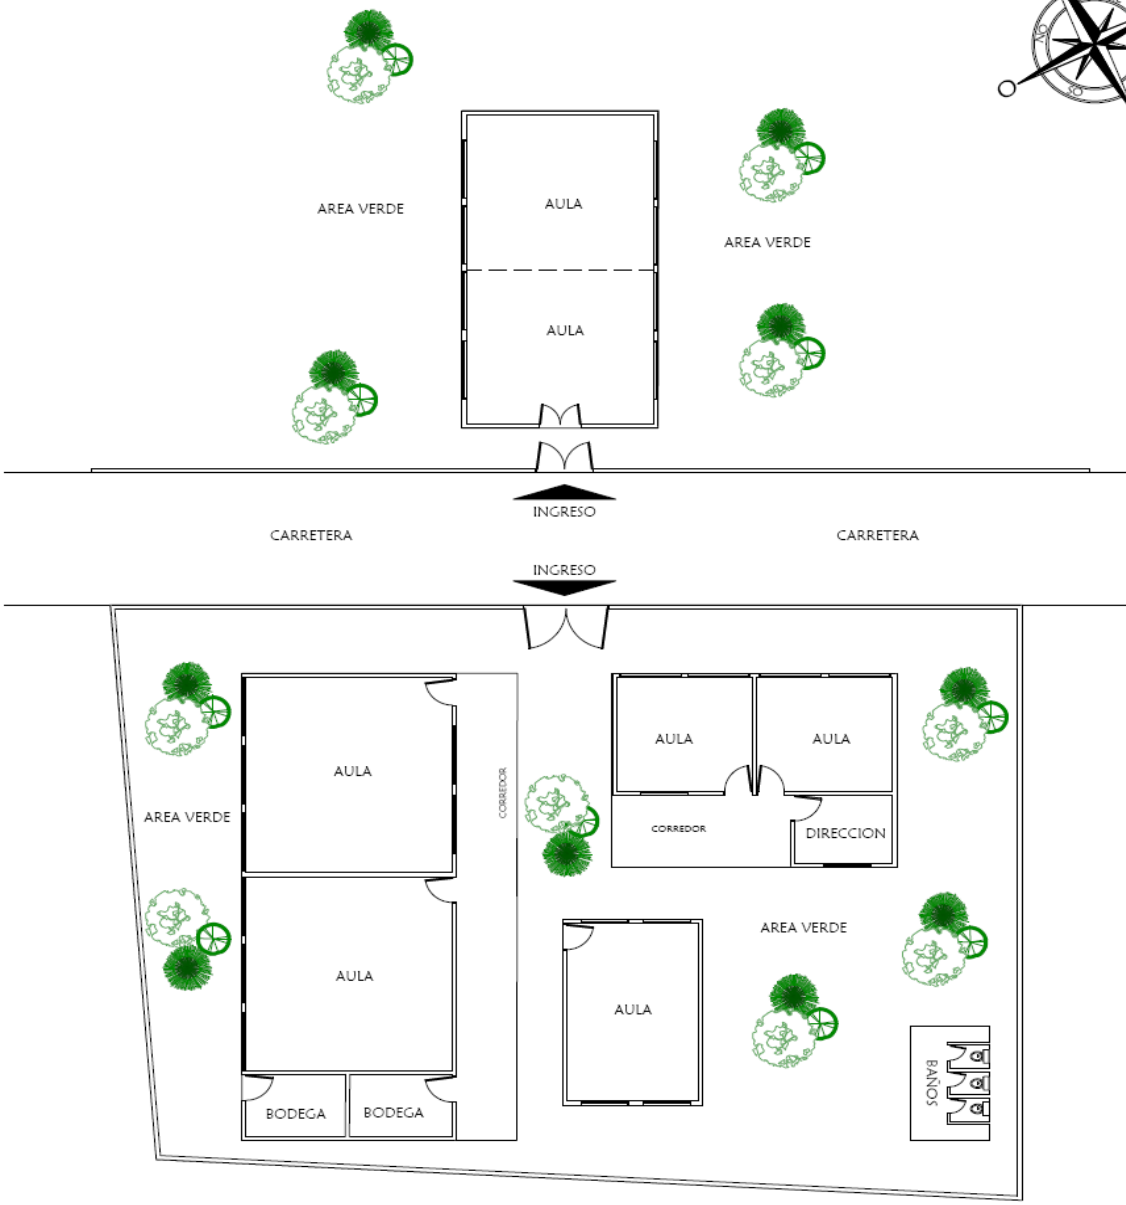 AREA VERDE
AULA
AREA VERDE
AULA
INGRESO
CARRETERA
CARRETERA
INGRESO
AULA
AULA
AULA
CORREDOR
AREA VERDE
CORREDOR
DIRECCION
AREA VERDE
AULA
AULA
BAÑOS
BODEGA
BODEGA